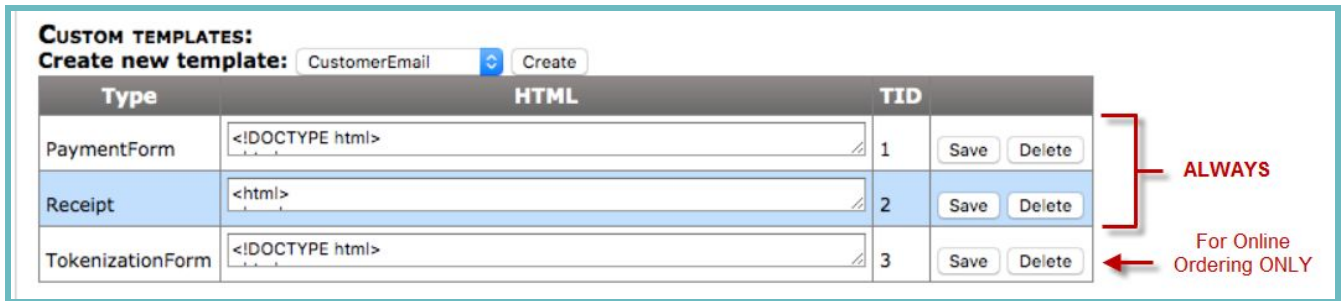 CUSTOM TEMPLATES:
Create new template: CustomerEmail Create
Type HTML TID
PaymentForm <!DOCTYPE html> 1 Save Delete
ALWAYS
Receipt <html> 2 Save Delete
TokenizationForm <!DOCTYPE html> 3 Save Delete
For Online
Ordering ONLY